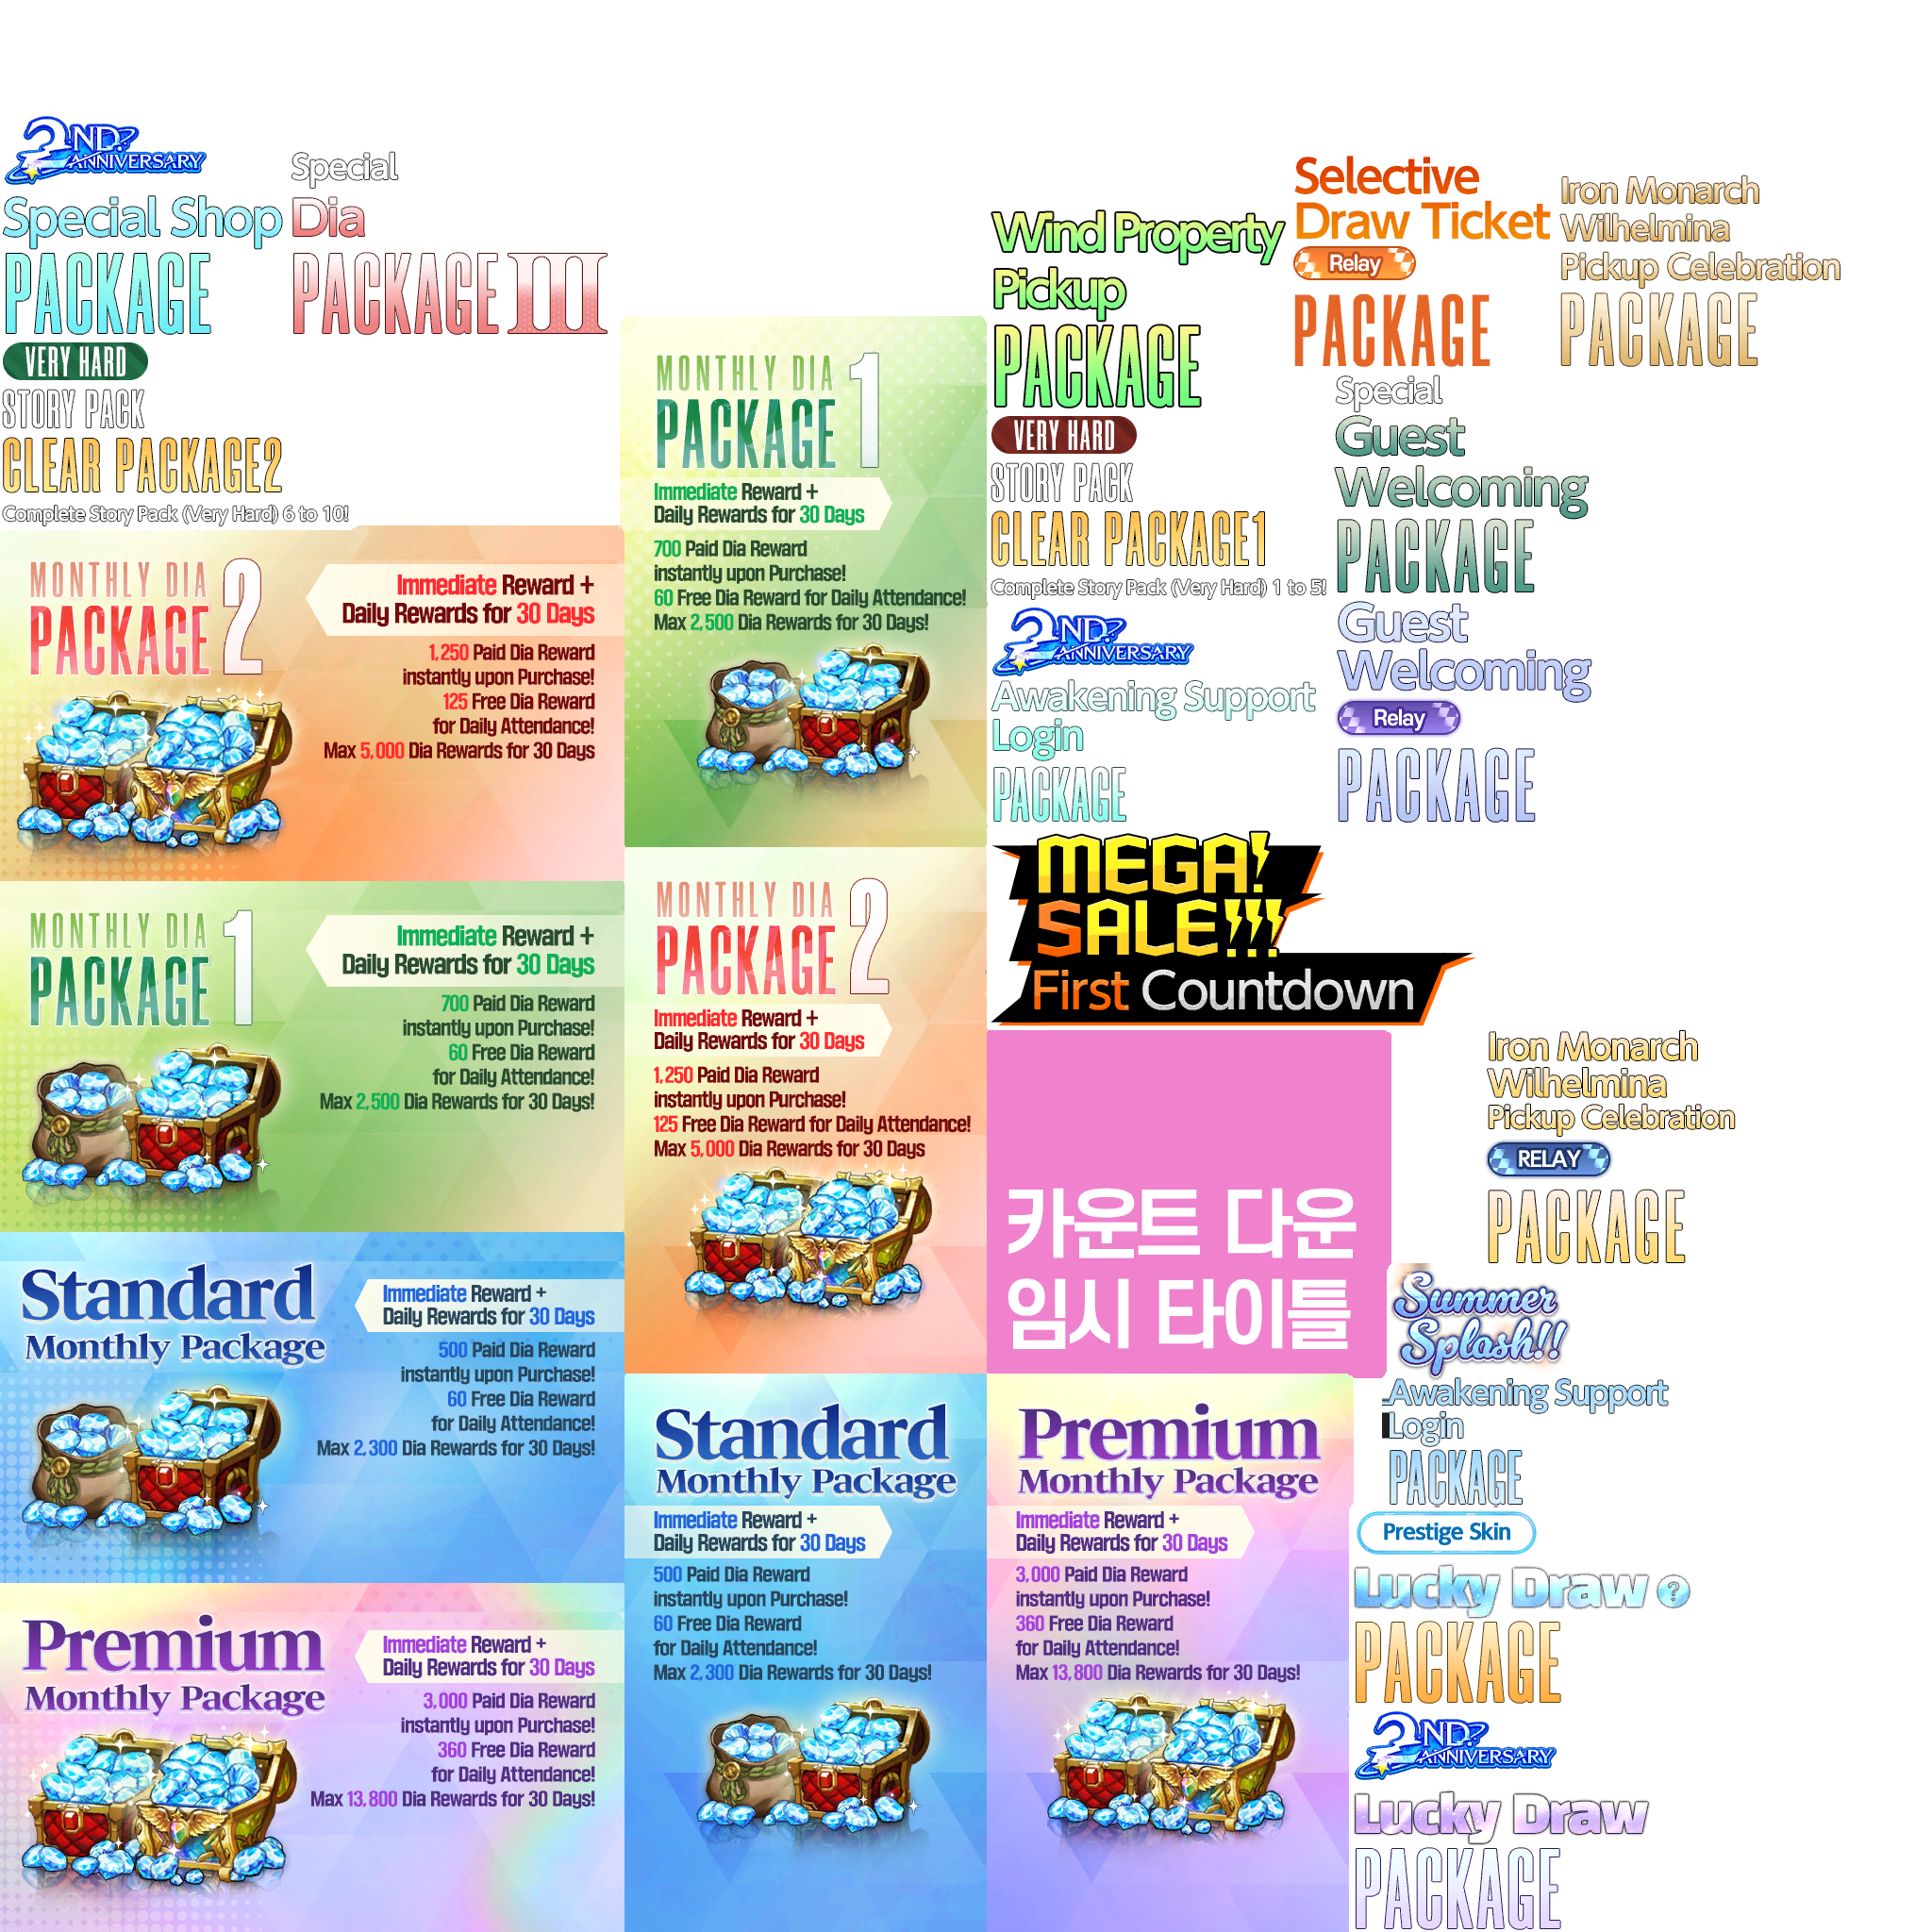 2ND.
ANNIVERSARY
Special Shop
PACKAGE
Special
Dia
PACKAGE III
VERY HARD
STORY PACK
CLEAR PACKAGE2
Complete Story Pack (Very Hard) 6 to 10!
MONTHLY DIA
PACKAGE 2
Immediate Reward +
Daily Rewards for 30 Days
1,250 Paid Dia Reward
instantly upon Purchase!
125 Free Dia Reward
for Daily Attendance!
Max 5,000 Dia Rewards for 30 Days
MONTHLY DIA
PACKAGE 1
Immediate Reward +
Daily Rewards for 30 Days
700 Paid Dia Reward
instantly upon Purchase!
60 Free Dia Reward
for Daily Attendance!
Max 2,500 Dia Rewards for 30 Days!
Standard
Monthly Package
Immediate Reward +
Daily Rewards for 30 Days
500 Paid Dia Reward
instantly upon Purchase!
60 Free Dia Reward
for Daily Attendance!
Max 2,300 Dia Rewards for 30 Days!
Premium
Monthly Package
Immediate Reward +
Daily Rewards for 30 Days
3,000 Paid Dia Reward
instantly upon Purchase!
360 Free Dia Reward
for Daily Attendance!
Max 13,800 Dia Rewards for 30 Days!
MONTHLY DIA
PACKAGE 1
Immediate Reward +
Daily Rewards for 30 Days
700 Paid Dia Reward
instantly upon Purchase!
60 Free Dia Reward for Daily Attendance!
Max 2,500 Dia Rewards for 30 Days!
MONTHLY DIA
PACKAGE 2
Immediate Reward +
Daily Rewards for 30 Days
1,250 Paid Dia Reward
instantly upon Purchase!
125 Free Dia Reward for Daily Attendance!
Max 5,000 Dia Rewards for 30 Days
Standard
Monthly Package
Immediate Reward +
Daily Rewards for 30 Days
500 Paid Dia Reward
instantly upon Purchase!
60 Free Dia Reward
for Daily Attendance!
Max 2,300 Dia Rewards for 30 Days!
Wind Property
Pickup
PACKAGE
VERY HARD
STORY PACK
CLEAR PACKAGE1
Complete Story Pack (Very Hard) 1 to 5!
2ND.
ANNIVERSARY
Awakening Support
Login
PACKAGE
MEGA!
SALE!!!
First Countdown
카운트 다운
임시 타이틀
Premium
Monthly Package
Immediate Reward +
Daily Rewards for 30 Days
3,000 Paid Dia Reward
instantly upon Purchase!
360 Free Dia Reward
for Daily Attendance!
Max 13,800 Dia Rewards for 30 Days!
Selective
Draw Ticket
Relay
PACKAGE
Iron Monarch
Wilhelmina
Pickup Celebration
PACKAGE
Special
Guest
Welcoming
PACKAGE
Guest
Welcoming
Relay
PACKAGE
Iron Monarch
Wilhelmina
Pickup Celebration
RELAY
PACKAGE
Summer
Splash!!
Awakening Support
Login
PACKAGE
Prestige Skin
Lucky Draw ?
PACKAGE
2ND.
ANNIVERSARY
Lucky Draw
PACKAGE